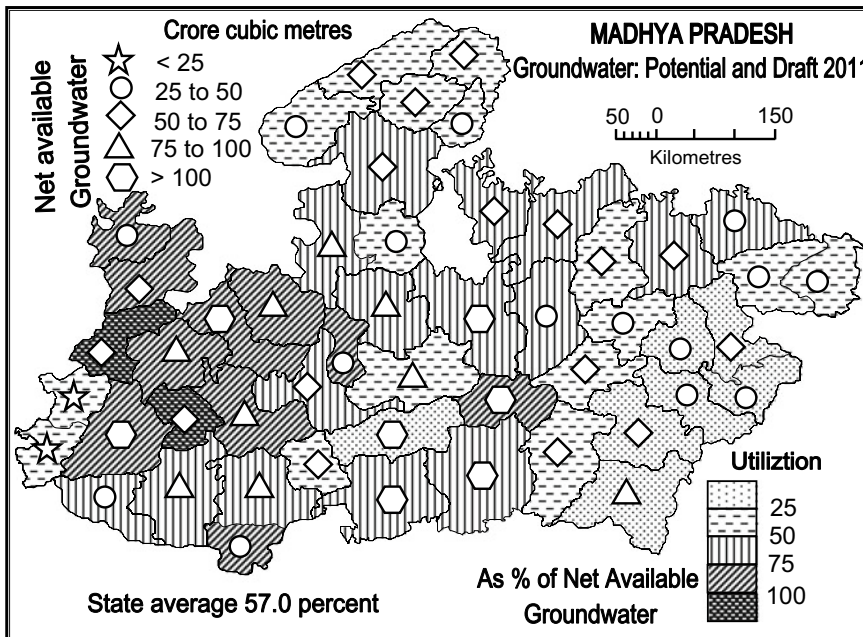 Crore cubic metres
Net available
Groundwater
< 25
25 to 50
50 to 75
75 to 100
> 100
MADHYA PRADESH
Groundwater: Potential and Draft 2011
50 0 150
Kilometres
Utiliztion
25
50
75
100
As % of Net Available
Groundwater
State average 57.0 percent